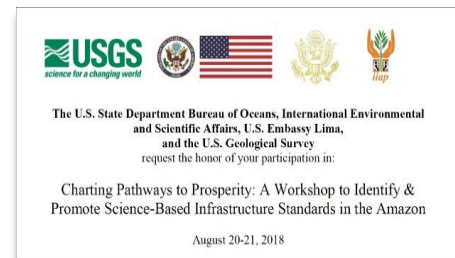 USGS
science for a changing world
iiap
The U.S. State Department Bureau of Oceans, International Environmental
and Scientific Affairs, U.S. Embassy Lima,
and the U.S. Geological Survey
request the honor of your participation in:
Charting Pathways to Prosperity: A Workshop to Identify &
Promote Science-Based Infrastructure Standards in the Amazon
August 20-21, 2018